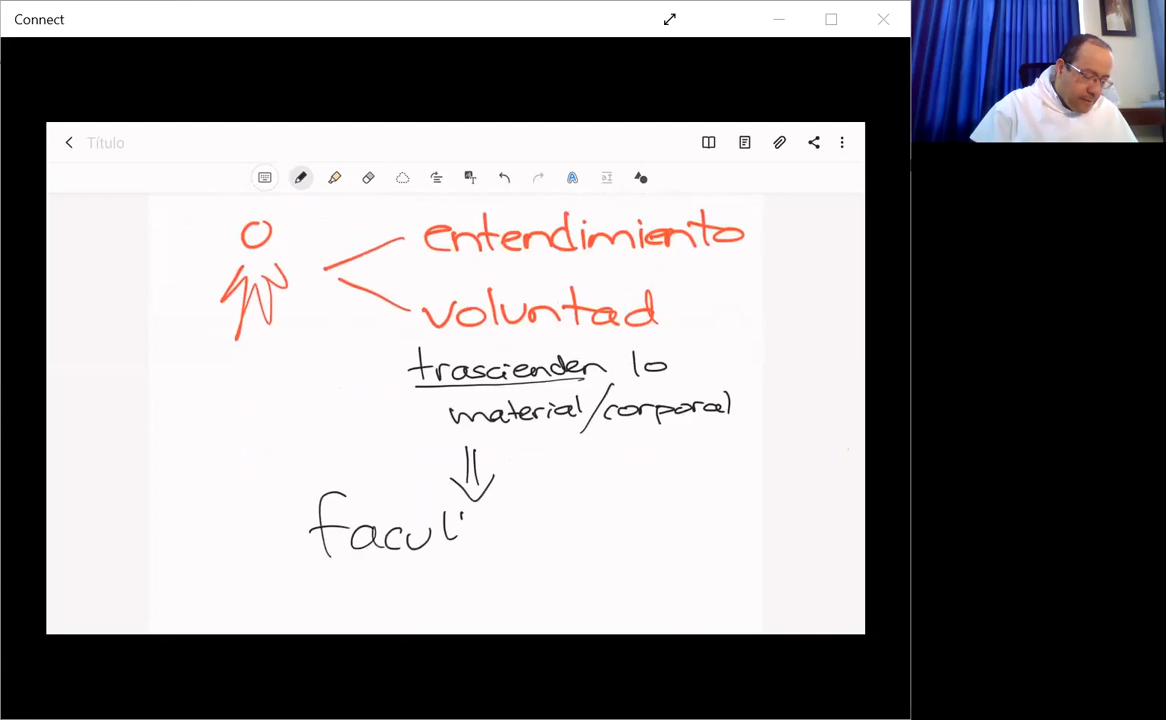 Connect
Título
entendimiento
voluntad
trascienden lo
material/corporal
facul